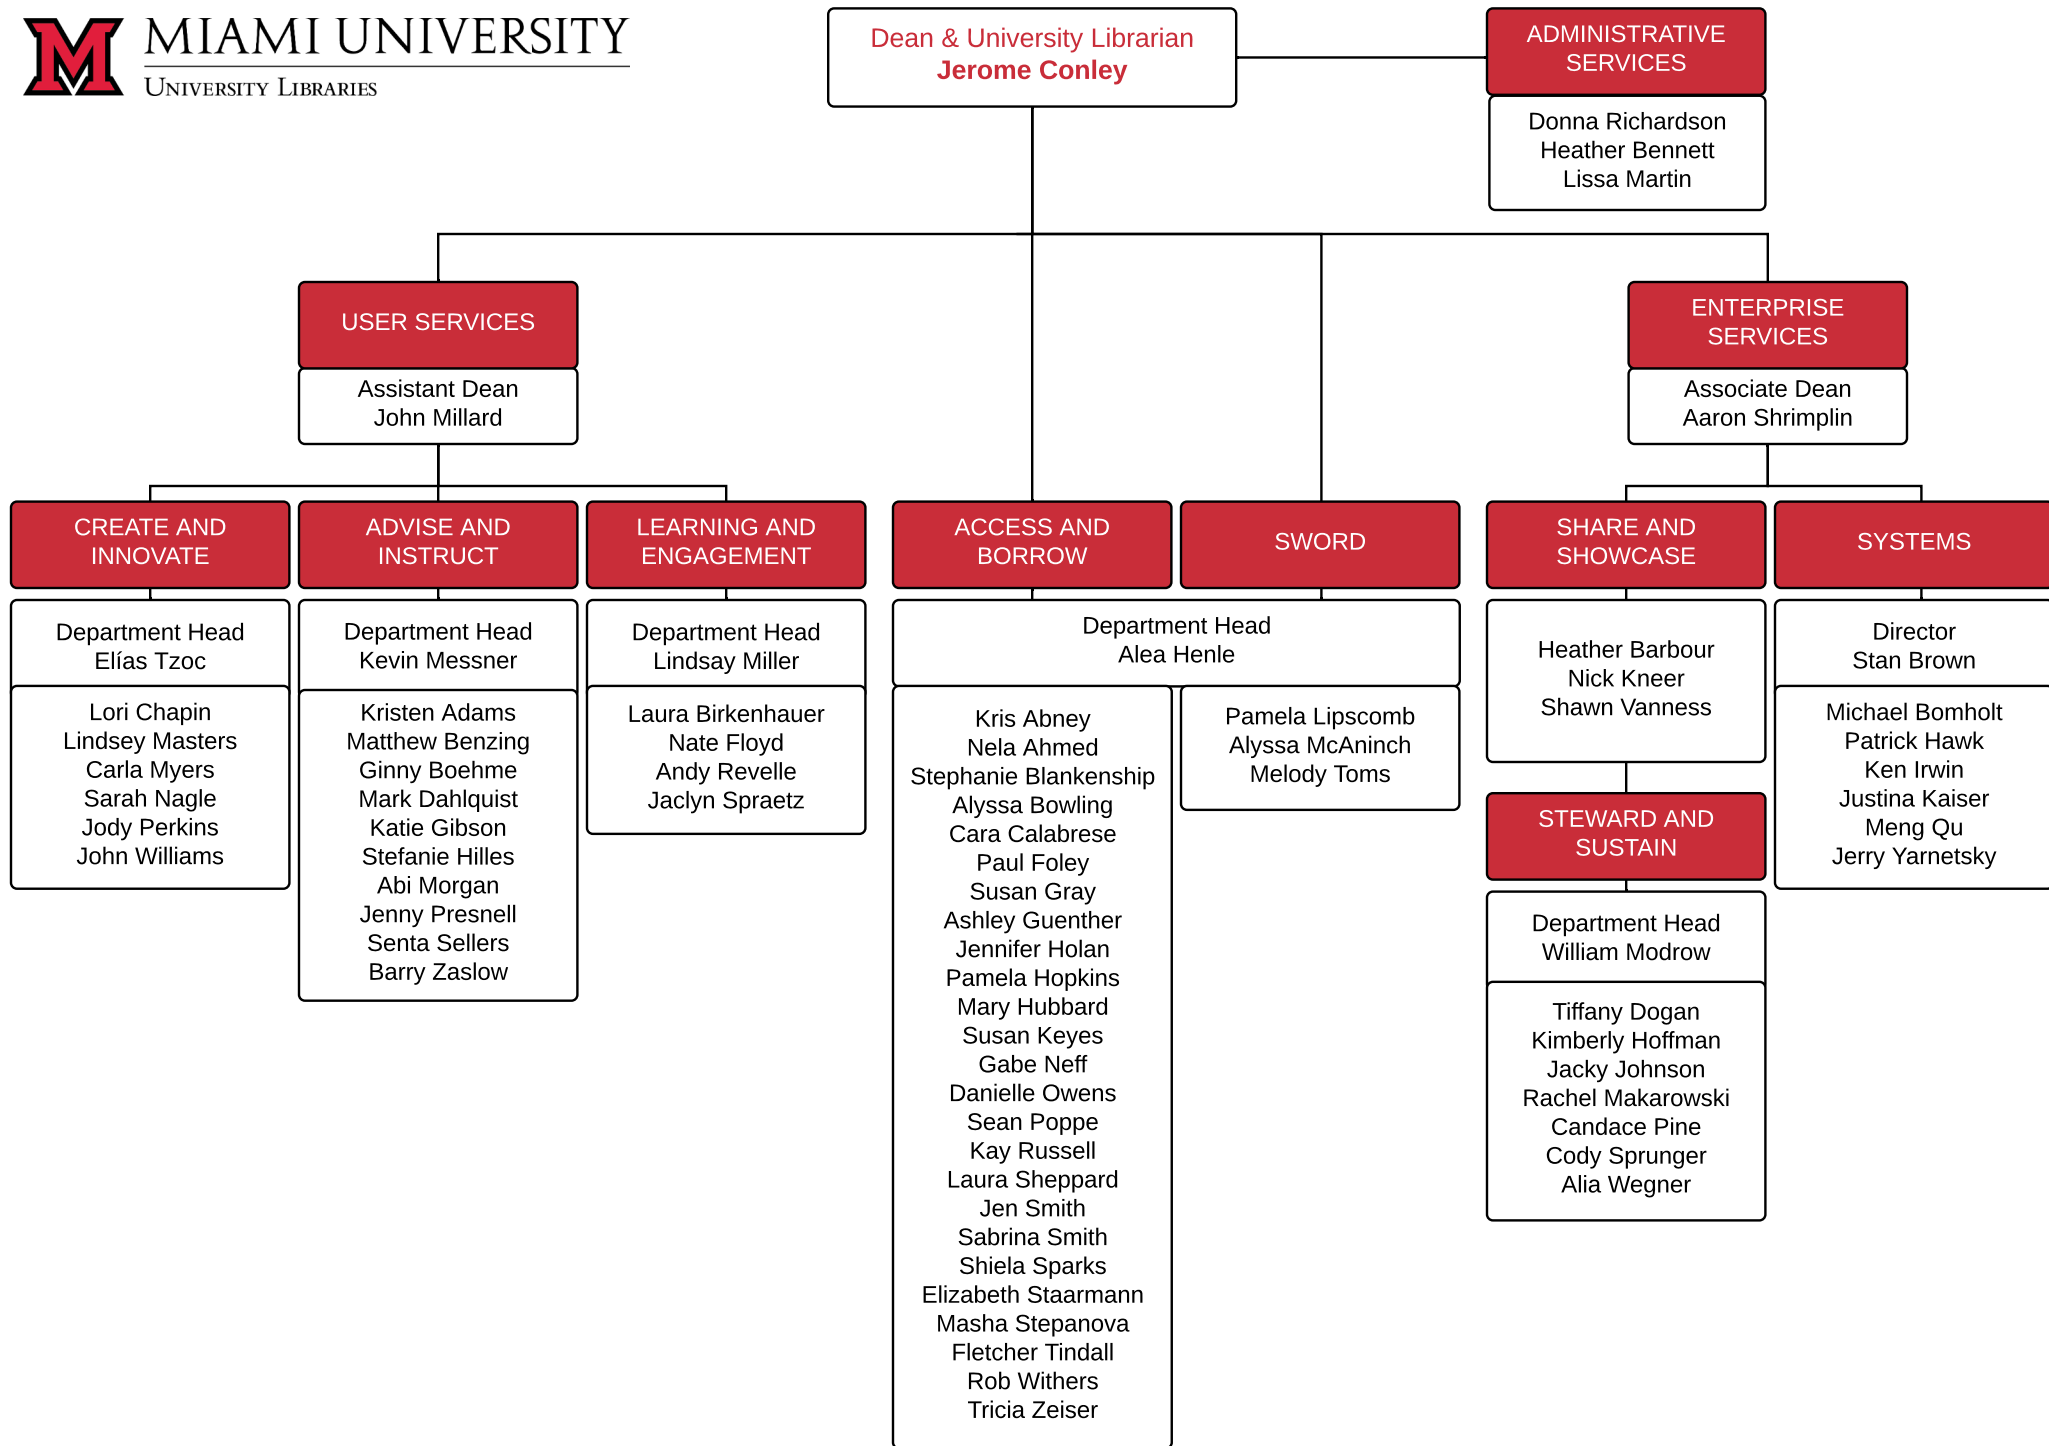 MIAMI UNIVERSITY
UNIVERSITY LIBRARIES
Dean & University Librarian
Jerome Conley
ADMINISTRATIVE
SERVICES
Donna Richardson
Heather Bennett
Lissa Martin
USER SERVICES
Assistant Dean
John Millard
ENTERPRISE
SERVICES
Associate Dean
Aaron Shrimplin
CREATE AND
INNOVATE
Department Head
Elías Tzoc
Lori Chapin
Lindsey Masters
Carla Myers
Sarah Nagle
Jody Perkins
John Williams
ADVISE AND
INSTRUCT
Department Head
Kevin Messner
Kristen Adams
Matthew Benzing
Ginny Boehme
Mark Dahlquist
Katie Gibson
Stefanie Hilles
Abi Morgan
Jenny Presnell
Senta Sellers
Barry Zaslow
LEARNING AND
ENGAGEMENT
Department Head
Lindsay Miller
Laura Birkenhauer
Nate Floyd
Andy Revelle
Jaclyn Spraetz
ACCESS AND
BORROW
SWORD
Department Head
Alea Henle
Kris Abney
Nela Ahmed
Stephanie Blankenship
Alyssa Bowling
Cara Calabrese
Paul Foley
Susan Gray
Ashley Guenther
Jennifer Holan
Pamela Hopkins
Mary Hubbard
Susan Keyes
Gabe Neff
Danielle Owens
Sean Poppe
Kay Russell
Laura Sheppard
Jen Smith
Sabrina Smith
Shiela Sparks
Elizabeth Staarmann
Masha Stepanova
Fletcher Tindall
Rob Withers
Tricia Zeiser
Pamela Lipscomb
Alyssa McAninch
Melody Toms
SHARE AND
SHOWCASE
Heather Barbour
Nick Kneer
Shawn Vanness
STEWARD AND
SUSTAIN
Department Head
William Modrow
Tiffany Dogan
Kimberly Hoffman
Jacky Johnson
Rachel Makarowski
Candace Pine
Cody Sprunger
Alia Wegner
SYSTEMS
Director
Stan Brown
Michael Bomholt
Patrick Hawk
Ken Irwin
Justina Kaiser
Meng Qu
Jerry Yarnetsky